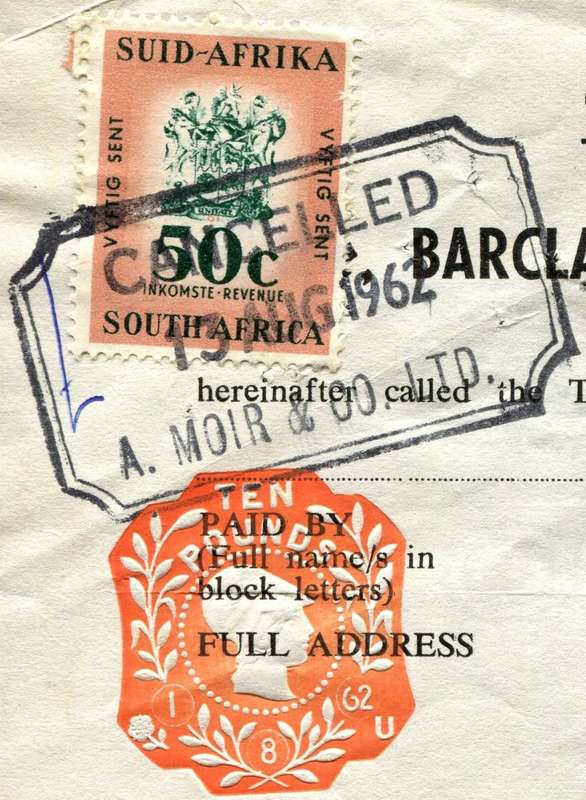 SUID-AFRIKA
VYFTIG SENT
VYFTIG SENT
50c
INKOMSTE·REVENUE
SOUTH AFRICA
CANCELLED
13 AUG 1962
A. MOIR & CO. LTD.
BARCLA
hereinafter called the T
TEN
POUNDS
PAID BY
(Full name/s in
block letters)
FULL ADDRESS
1
62
8
U